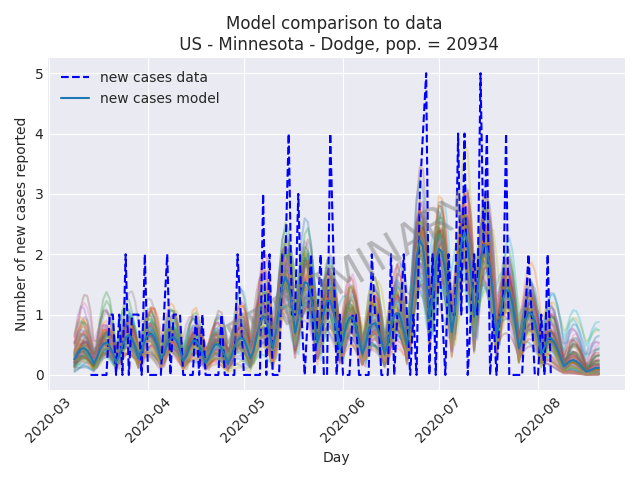 Model comparison to data
US - Minnesota - Dodge, pop. = 20934
new cases data
new cases model
Number of new cases reported
5
4
3
2
1
0
2020-03
2020-04
2020-05
2020-06
2020-07
2020-08
Day